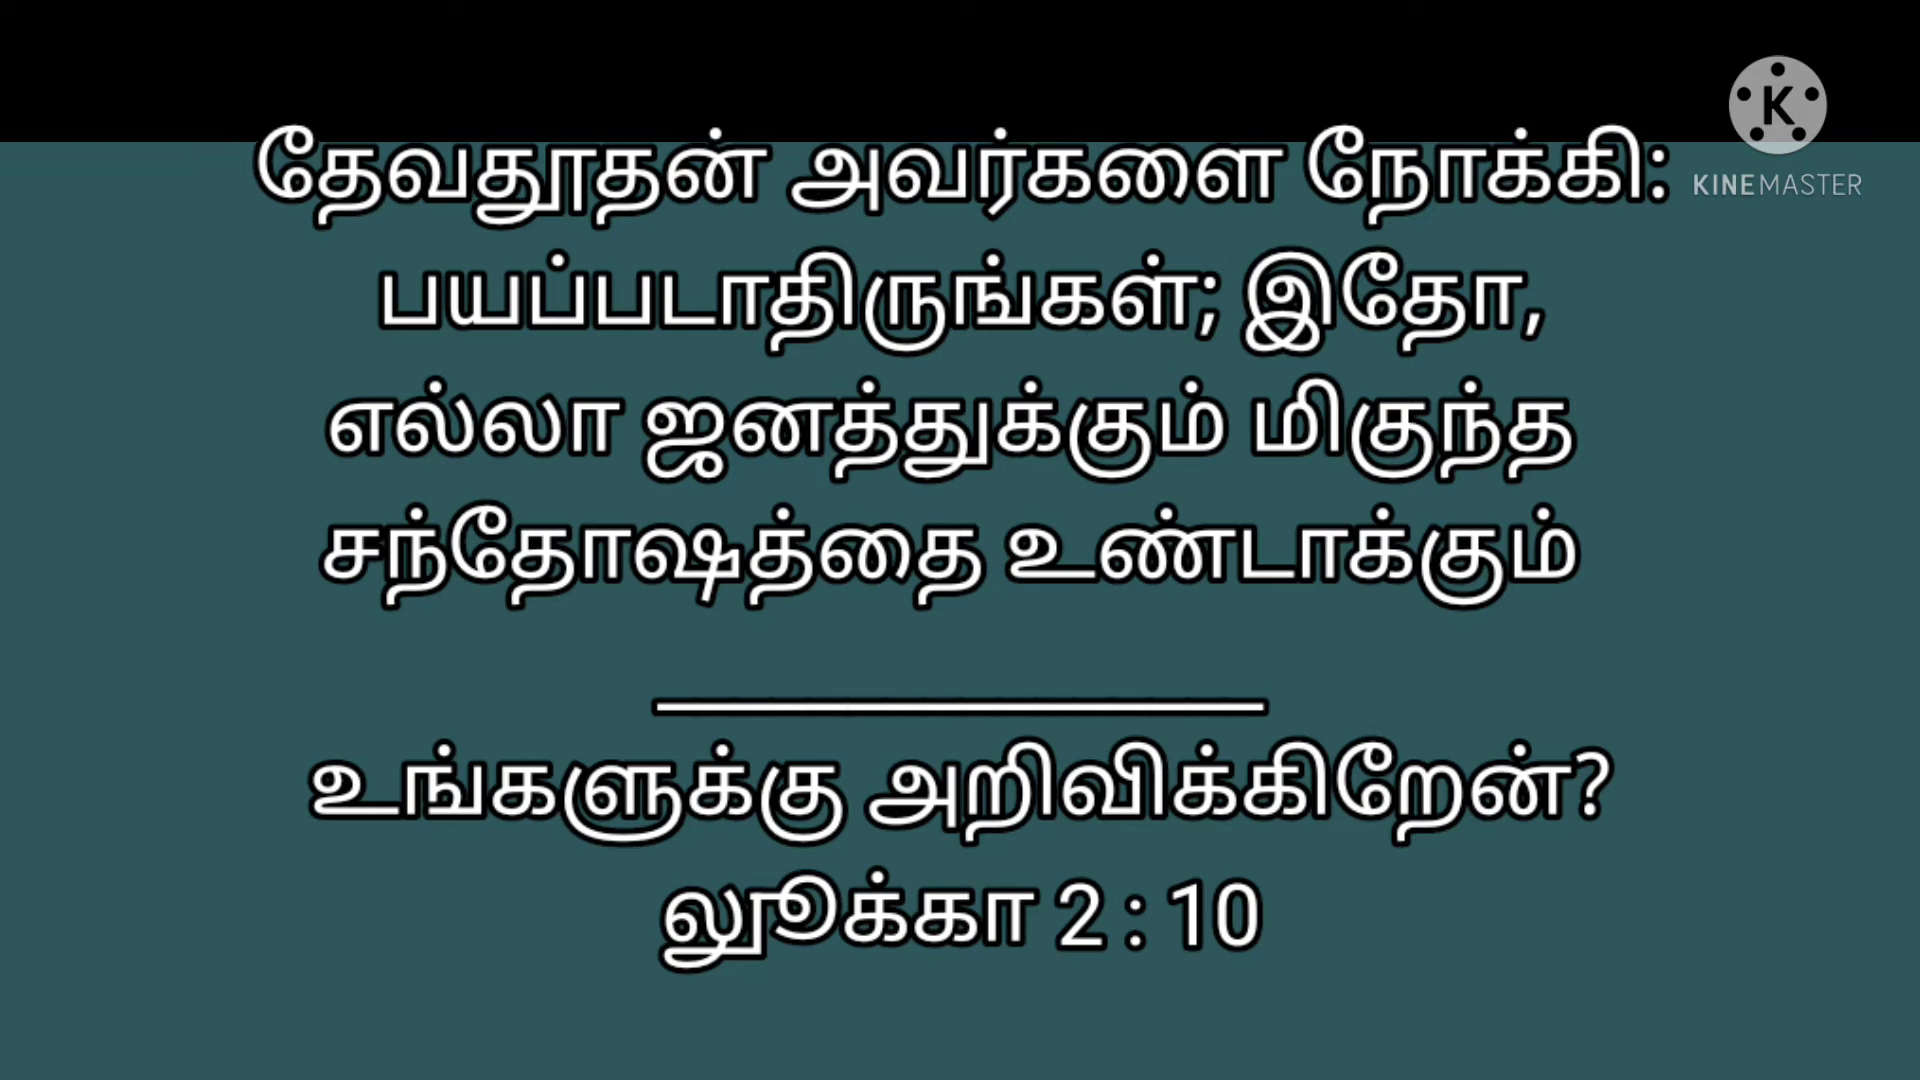 தேவதூதன் அவர்களை நோக்கி:
பயப்படாதிருங்கள்; இதோ,
எல்லா ஜனத்துக்கும் மிகுந்த
சந்தோஷத்தை உண்டாக்கும்
______________
உங்களுக்கு அறிவிக்கிறேன்?
லூக்கா 2 : 10
K
KINEMASTER